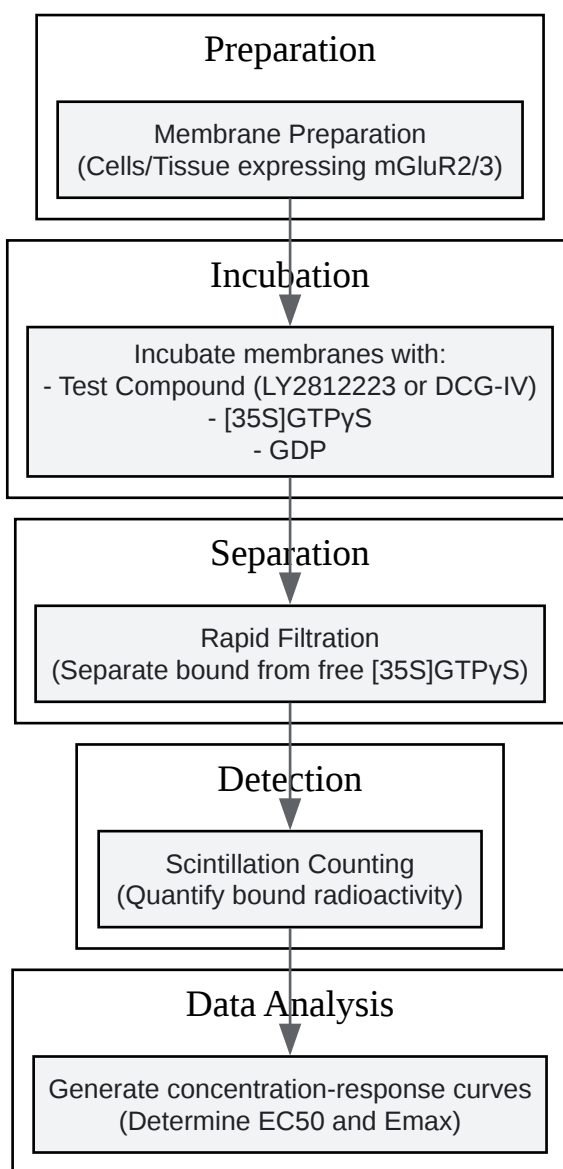 Preparation
Membrane Preparation
(Cells/Tissue expressing mGluR2/3)
Incubation
Incubate membranes with:
- Test Compound (LY2812223 or DCG-IV)
- [35S]GTPγS
- GDP
Separation
Rapid Filtration
(Separate bound from free [35S]GTPγS)
Detection
Scintillation Counting
(Quantify bound radioactivity)
Data Analysis
Generate concentration-response curves
(Determine EC50 and Emax)